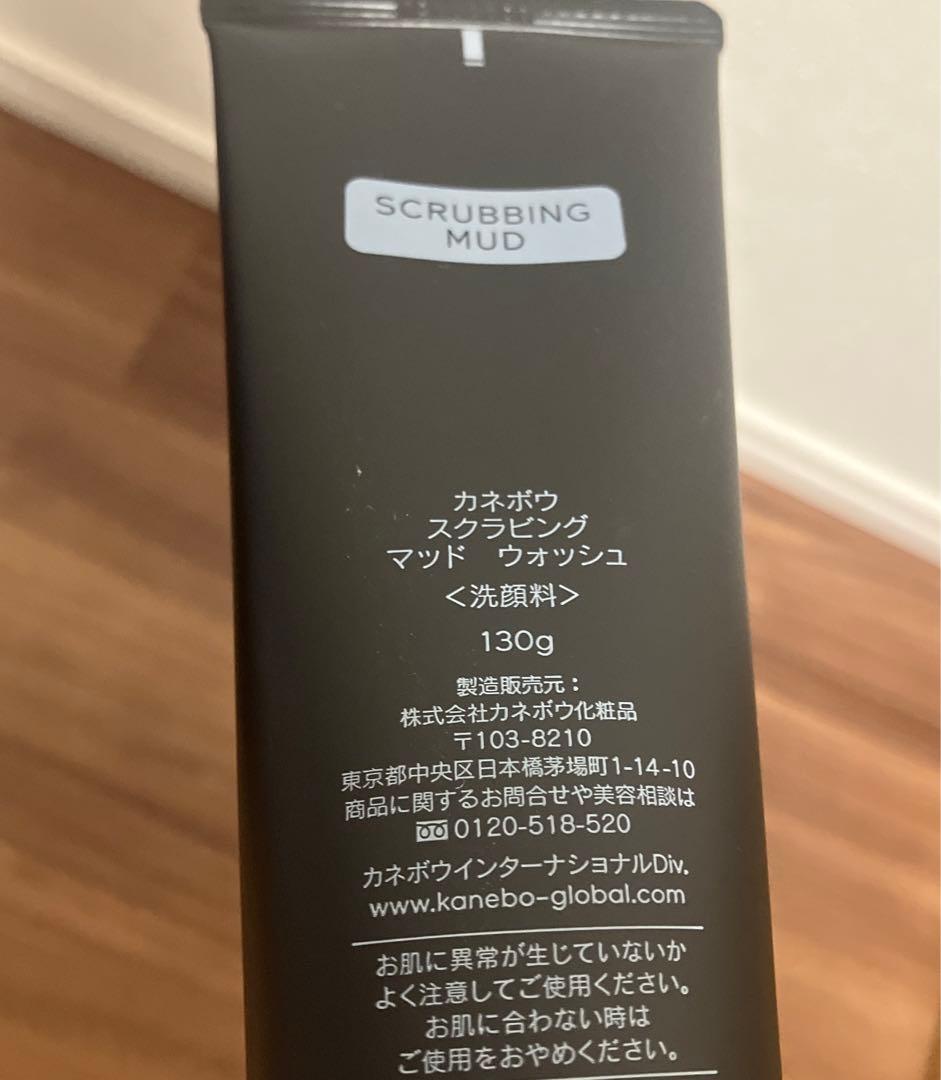 SCRUBBING
MUD
カネボウ
スクラビング
マッド　ウォッシュ
＜洗顔料＞
130g
製造販売元：
株式会社カネボウ化粧品
〒103-8210
東京都中央区日本橋茅場町1-14-10
商品に関するお問合せや美容相談は
0120-518-520
カネボウインターナショナルDiv.
www.kanebo-global.com
お肌に異常が生じていないか
よく注意してご使用ください。
お肌に合わない時は
ご使用をおやめください。